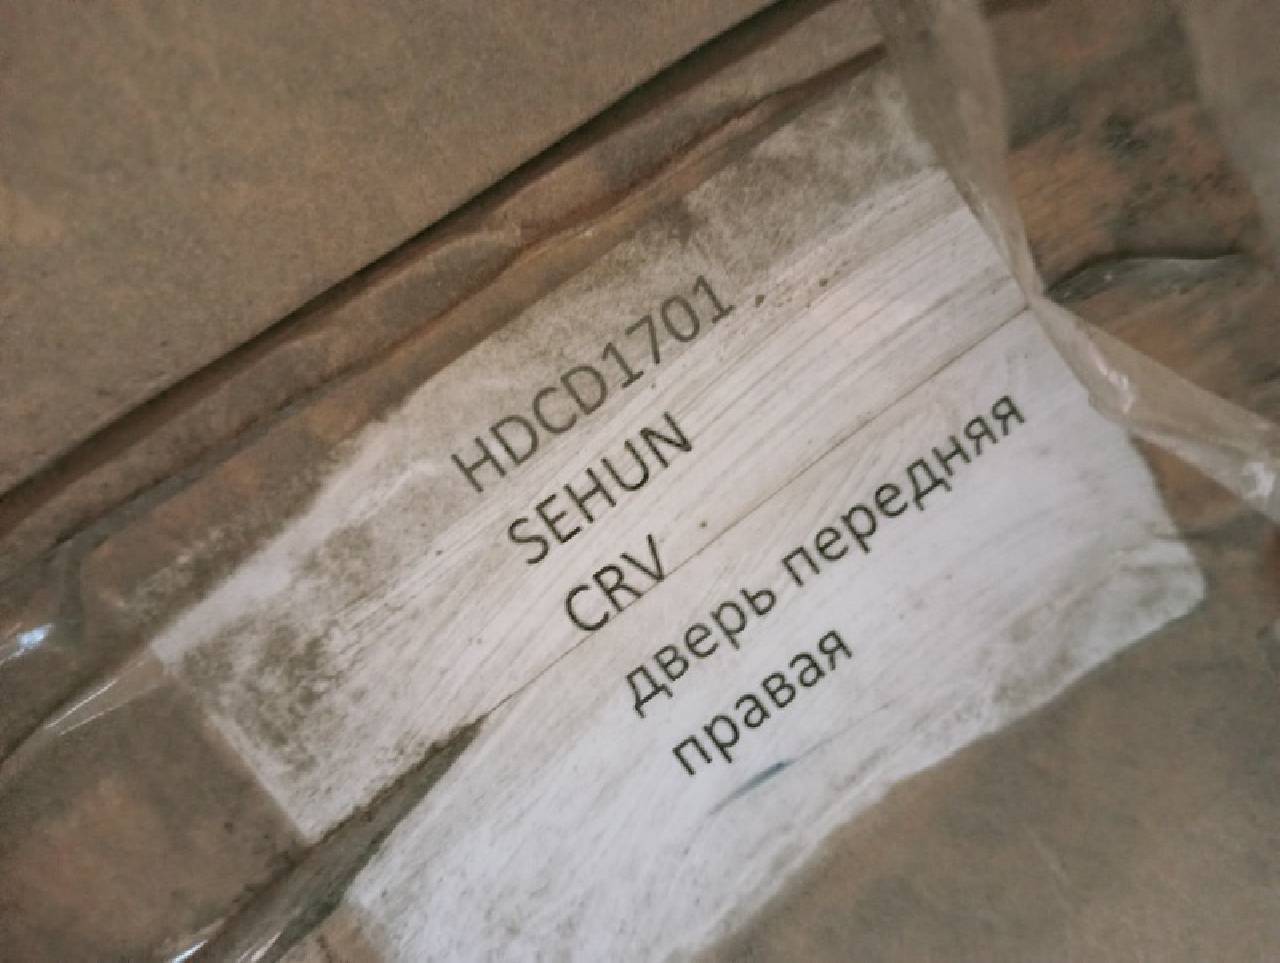 HDCD1701
SEHUN
CRV
дверь передняя
правая